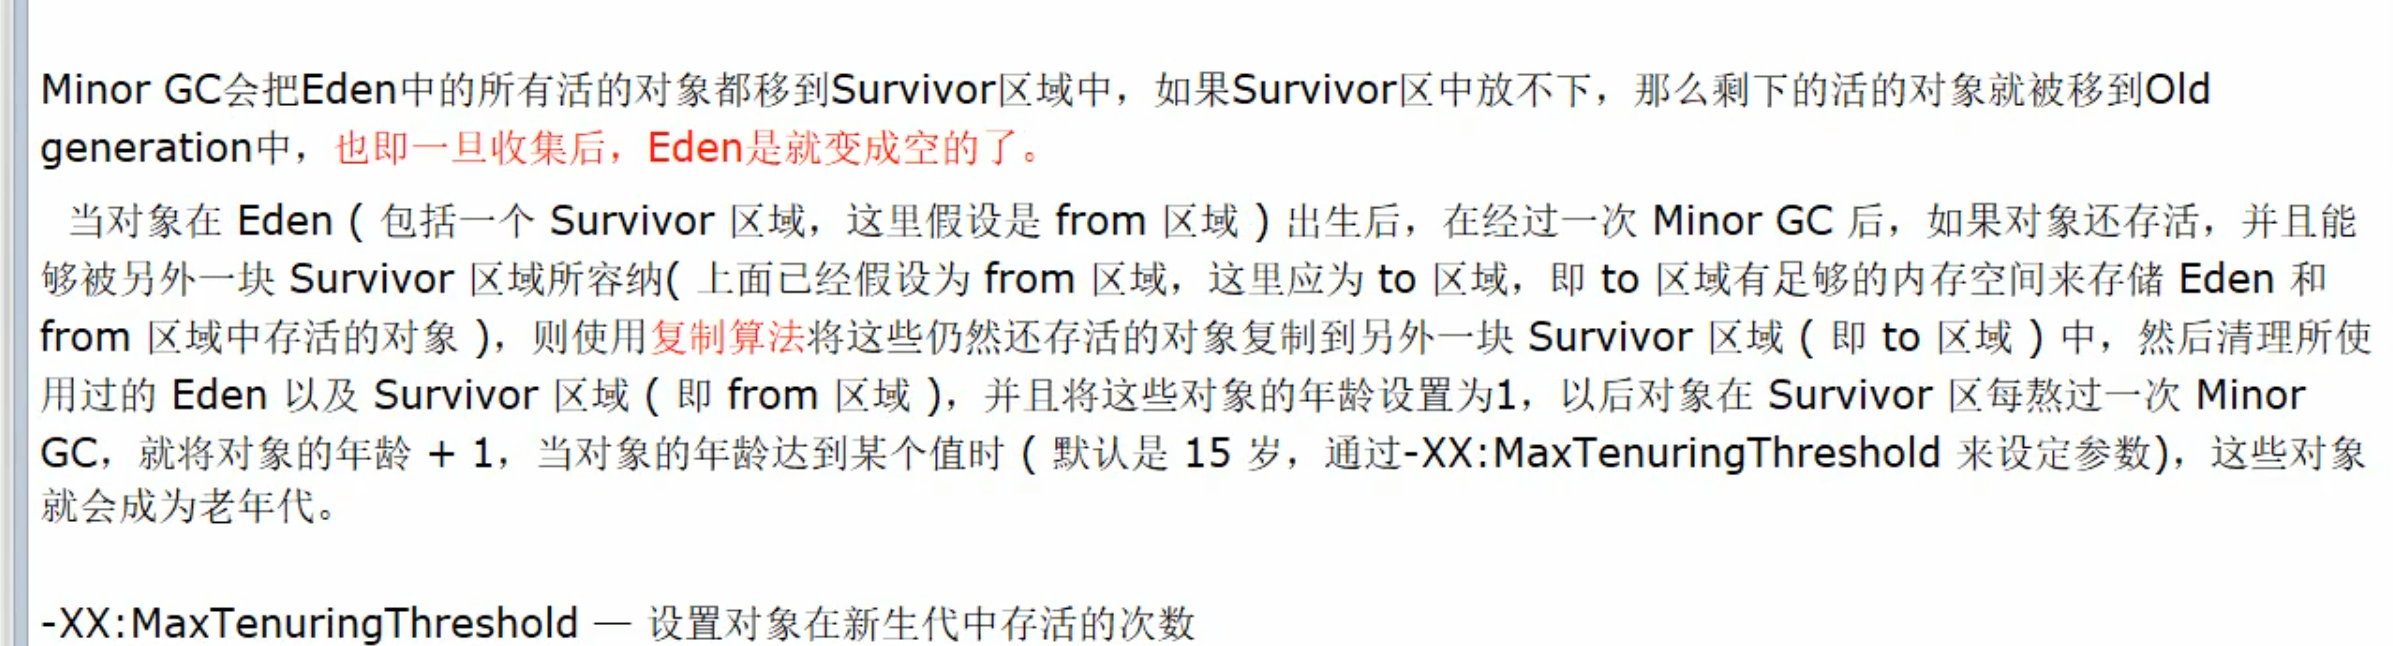 Minor GC会把Eden中的所有活的对象都移到Survivor区域中，如果Survivor区中放不下，那么剩下的活的对象就被移到Old
generation中，也即一旦收集后，Eden是就变成空的了。
当对象在 Eden ( 包括一个 Survivor 区域，这里假设是 from 区域 ) 出生后，在经过一次 Minor GC 后，如果对象还存活，并且能
够被另外一块 Survivor 区域所容纳( 上面已经假设为 from 区域，这里应为 to 区域，即 to 区域有足够的内存空间来存储 Eden 和
from 区域中存活的对象 )，则使用复制算法将这些仍然还存活的对象复制到另外一块 Survivor 区域 ( 即 to 区域 ) 中，然后清理所使
用过的 Eden 以及 Survivor 区域 ( 即 from 区域 )，并且将这些对象的年龄设置为1，以后对象在 Survivor 区每熬过一次 Minor
GC，就将对象的年龄 + 1，当对象的年龄达到某个值时 ( 默认是 15 岁，通过-XX:MaxTenuringThreshold 来设定参数)，这些对象
就会成为老年代。
-XX:MaxTenuringThreshold — 设置对象在新生代中存活的次数